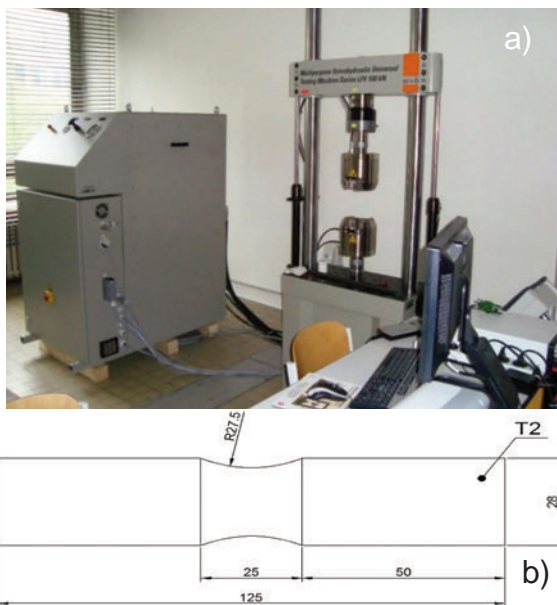 a)
Multipurpose Servohydraulic Universal
Testing Machine Series LFV 100 kN
R27.5
T2
28
25
50
125
b)